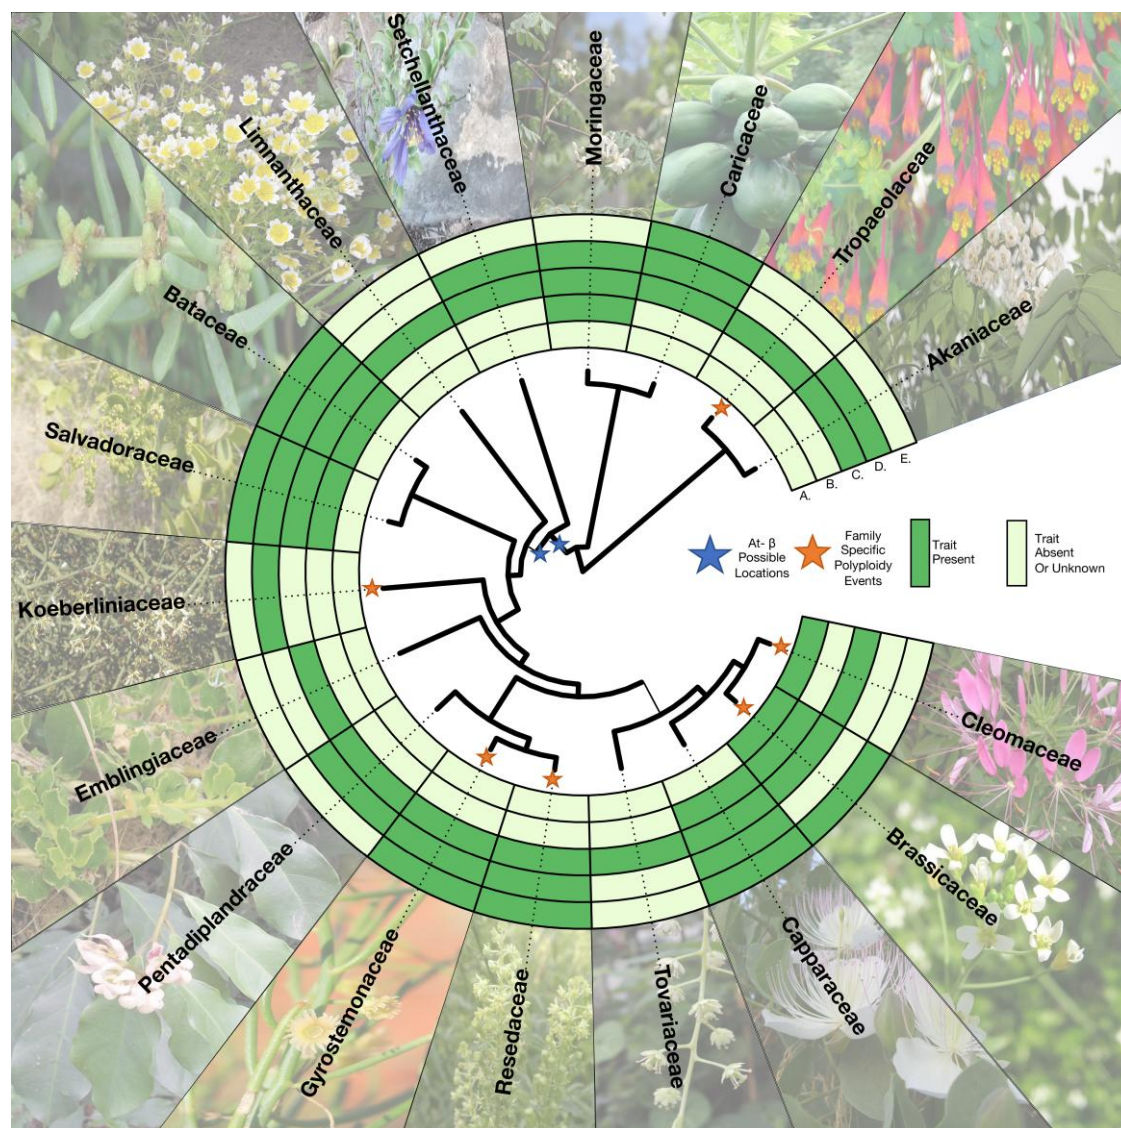 Setchellanthaceae
Moringaceae
Caricaceae
Tropaeolaceae
Akaniaceae
Limnanthaceae
Bataceae
Salvadoraceae
Koeberliniaceae
Emblingiaceae
Pentadiplandraceae
Gyrostemonaceae
Resedaceae
Tovariaceae
Capparaceae
Brassicaceae
Cleomaceae
A.
B.
C.
D.
E.
At- β
Possible
Locations
Family
Specific
Polyploidy
Events
Trait
Present
Trait
Absent
Or Unknown